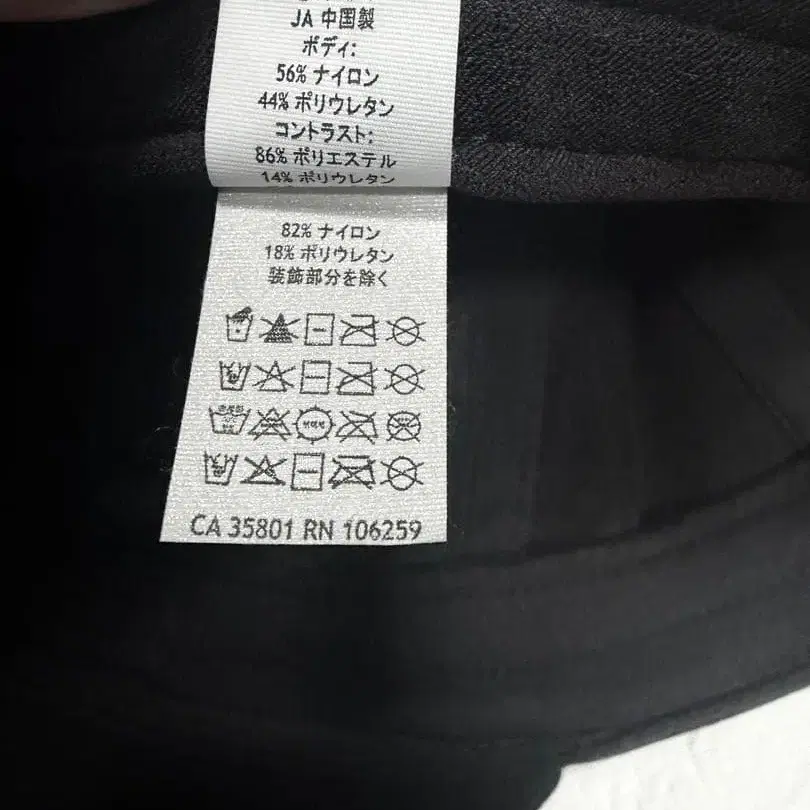 JA 中国製
ボディ:
56% ナイロン
44% ポリウレタン
コントラスト:
86% ポリエステル
14% ポリウレタン
82% ナイロン
18% ポリウレタン
装飾部分を除く
CA 35801 RN 106259